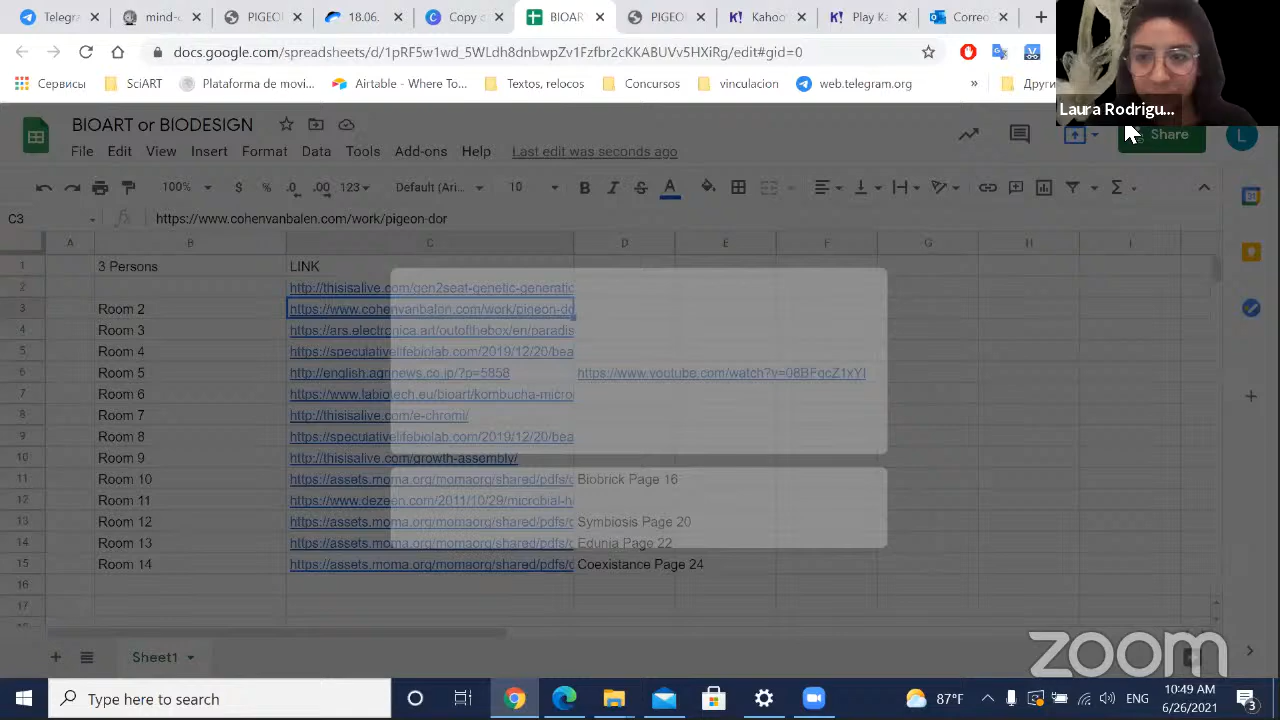 Telegra
mind-
PIGEO
18.06.
Copy c
BIOAR
PIGEO
Kahoo
Play Ka
Correo
docs.google.com/spreadsheets/d/1pRF5w1wd_5WLdh8dnbwpZv1Fzfbr2cKKABUVv5HXiRg/edit#gid=0
Сервисы
SciART
Plataforma de movi...
Airtable - Where To...
Textos, relocos
Concursos
vinculacion
web.telegram.org
»
Други
Laura Rodrigu...
BIOART or BIODESIGN
Share
L
File Edit View Insert Format Data Tools Add-ons Help Last edit was seconds ago
100% $ % .0 .00 123 Default (Ari... 10 B I S A
C3 fx https://www.cohenvanbalen.com/work/pigeon-dor
A B C D E F G H I
1 3 Persons LINK
2 http://thisisalive.com/gen2seat-genetic-generatic
3 Room 2 https://www.cohenvanbalen.com/work/pigeon-do
4 Room 3 https://ars.electronica.art/outofthebox/en/paradis
5 Room 4 https://speculativelifebiolab.com/2019/12/20/bea
6 Room 5 http://english.agrinews.co.jp/?p=5858 https://www.youtube.com/watch?v=08BFqcZ1xYI
7 Room 6 https://www.labiotech.eu/bioart/kombucha-micro
8 Room 7 http://thisisalive.com/e-chromi/
9 Room 8 https://speculativelifebiolab.com/2019/12/20/bea
10 Room 9 http://thisisalive.com/growth-assembly/
11 Room 10 https://assets.moma.org/momaorg/shared/pdfs/c Biobrick Page 16
12 Room 11 https://www.dezeen.com/2011/10/29/microbial-h
13 Room 12 https://assets.moma.org/momaorg/shared/pdfs/c Symbiosis Page 20
14 Room 13 https://assets.moma.org/momaorg/shared/pdfs/c Edunia Page 22
15 Room 14 https://assets.moma.org/momaorg/shared/pdfs/c Coexistance Page 24
16
17
Sheet1
zoom
Type here to search
87°F
ENG
10:49 AM
6/26/2021
3